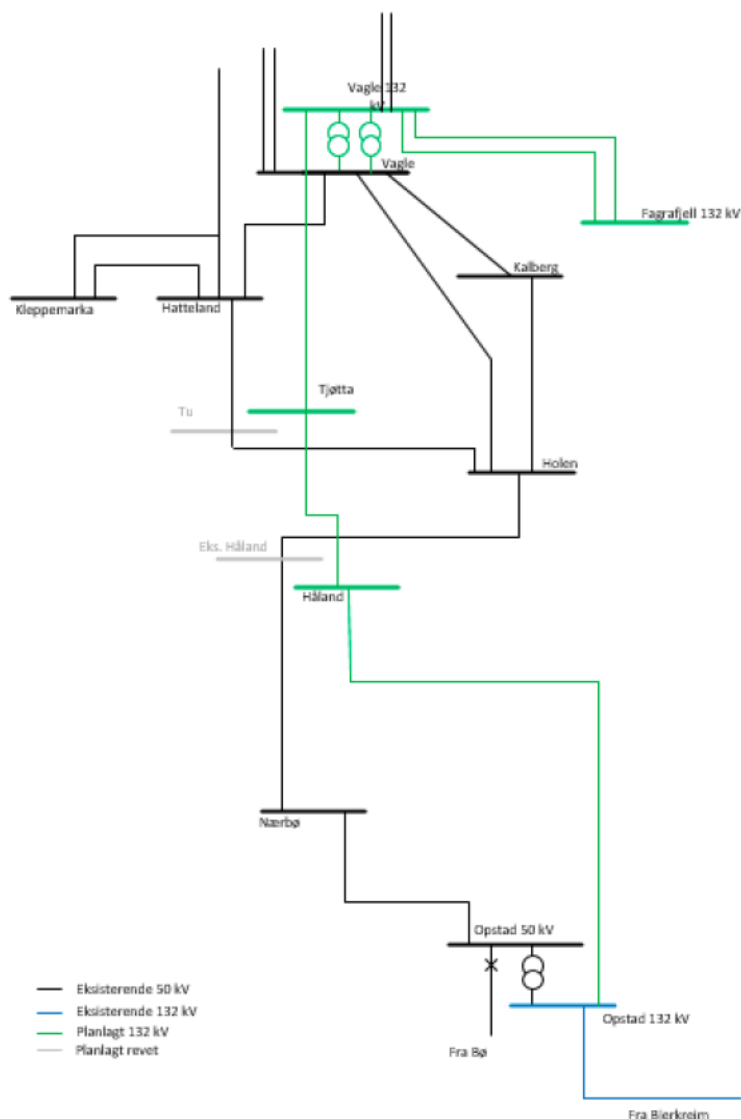 Vagle 132
kV
Vagle
Fagrafjell 132 kV
Kalberg
Kleppemarka
Hatteland
Tjøtta
Tu
Holen
Eks. Håland
Håland
Nærbø
Opstad 50 kV
Eksisterende 50 kV
Eksisterende 132 kV
Planlagt 132 kV
Planlagt revet
Opstad 132 kV
Fra Bø
Fra Bjerkreim